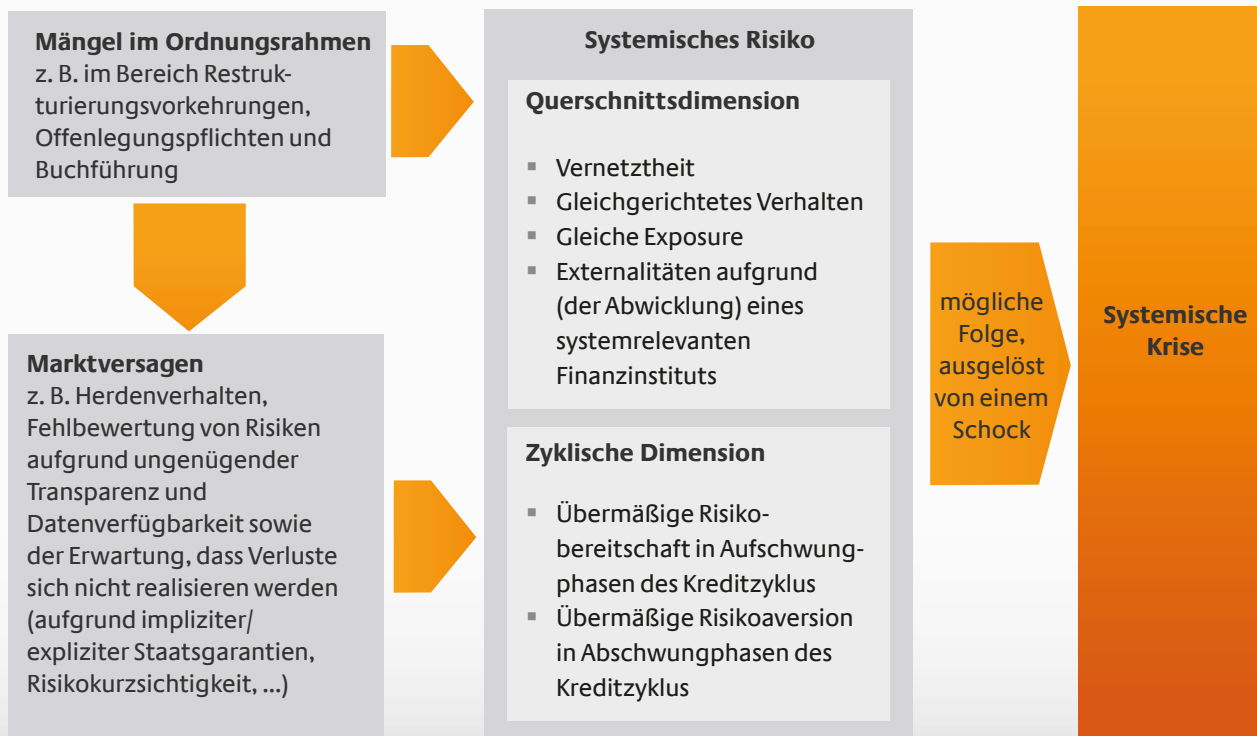 Mängel im Ordnungsrahmen
z. B. im Bereich Restruk-
turierungsvorkehrungen,
Offenlegungspflichten und
Buchführung
Marktversagen
z. B. Herdenverhalten,
Fehlbewertung von Risiken
aufgrund ungenügender
Transparenz und
Datenverfügbarkeit sowie
der Erwartung, dass Verluste
sich nicht realisieren werden
(aufgrund impliziter/
expliziter Staatsgarantien,
Risikokurzsichtigkeit, ...)
Systemisches Risiko
Querschnittsdimension
▪ Vernetztheit
▪ Gleichgerichtetes Verhalten
▪ Gleiche Exposure
▪ Externalitäten aufgrund
(der Abwicklung) eines
systemrelevanten
Finanzinstituts
Zyklische Dimension
▪ Übermäßige Risiko-
bereitschaft in Aufschwung-
phasen des Kreditzyklus
▪ Übermäßige Risikoaversion
in Abschwungphasen des
Kreditzyklus
mögliche
Folge,
ausgelöst
von einem
Schock
Systemische
Krise